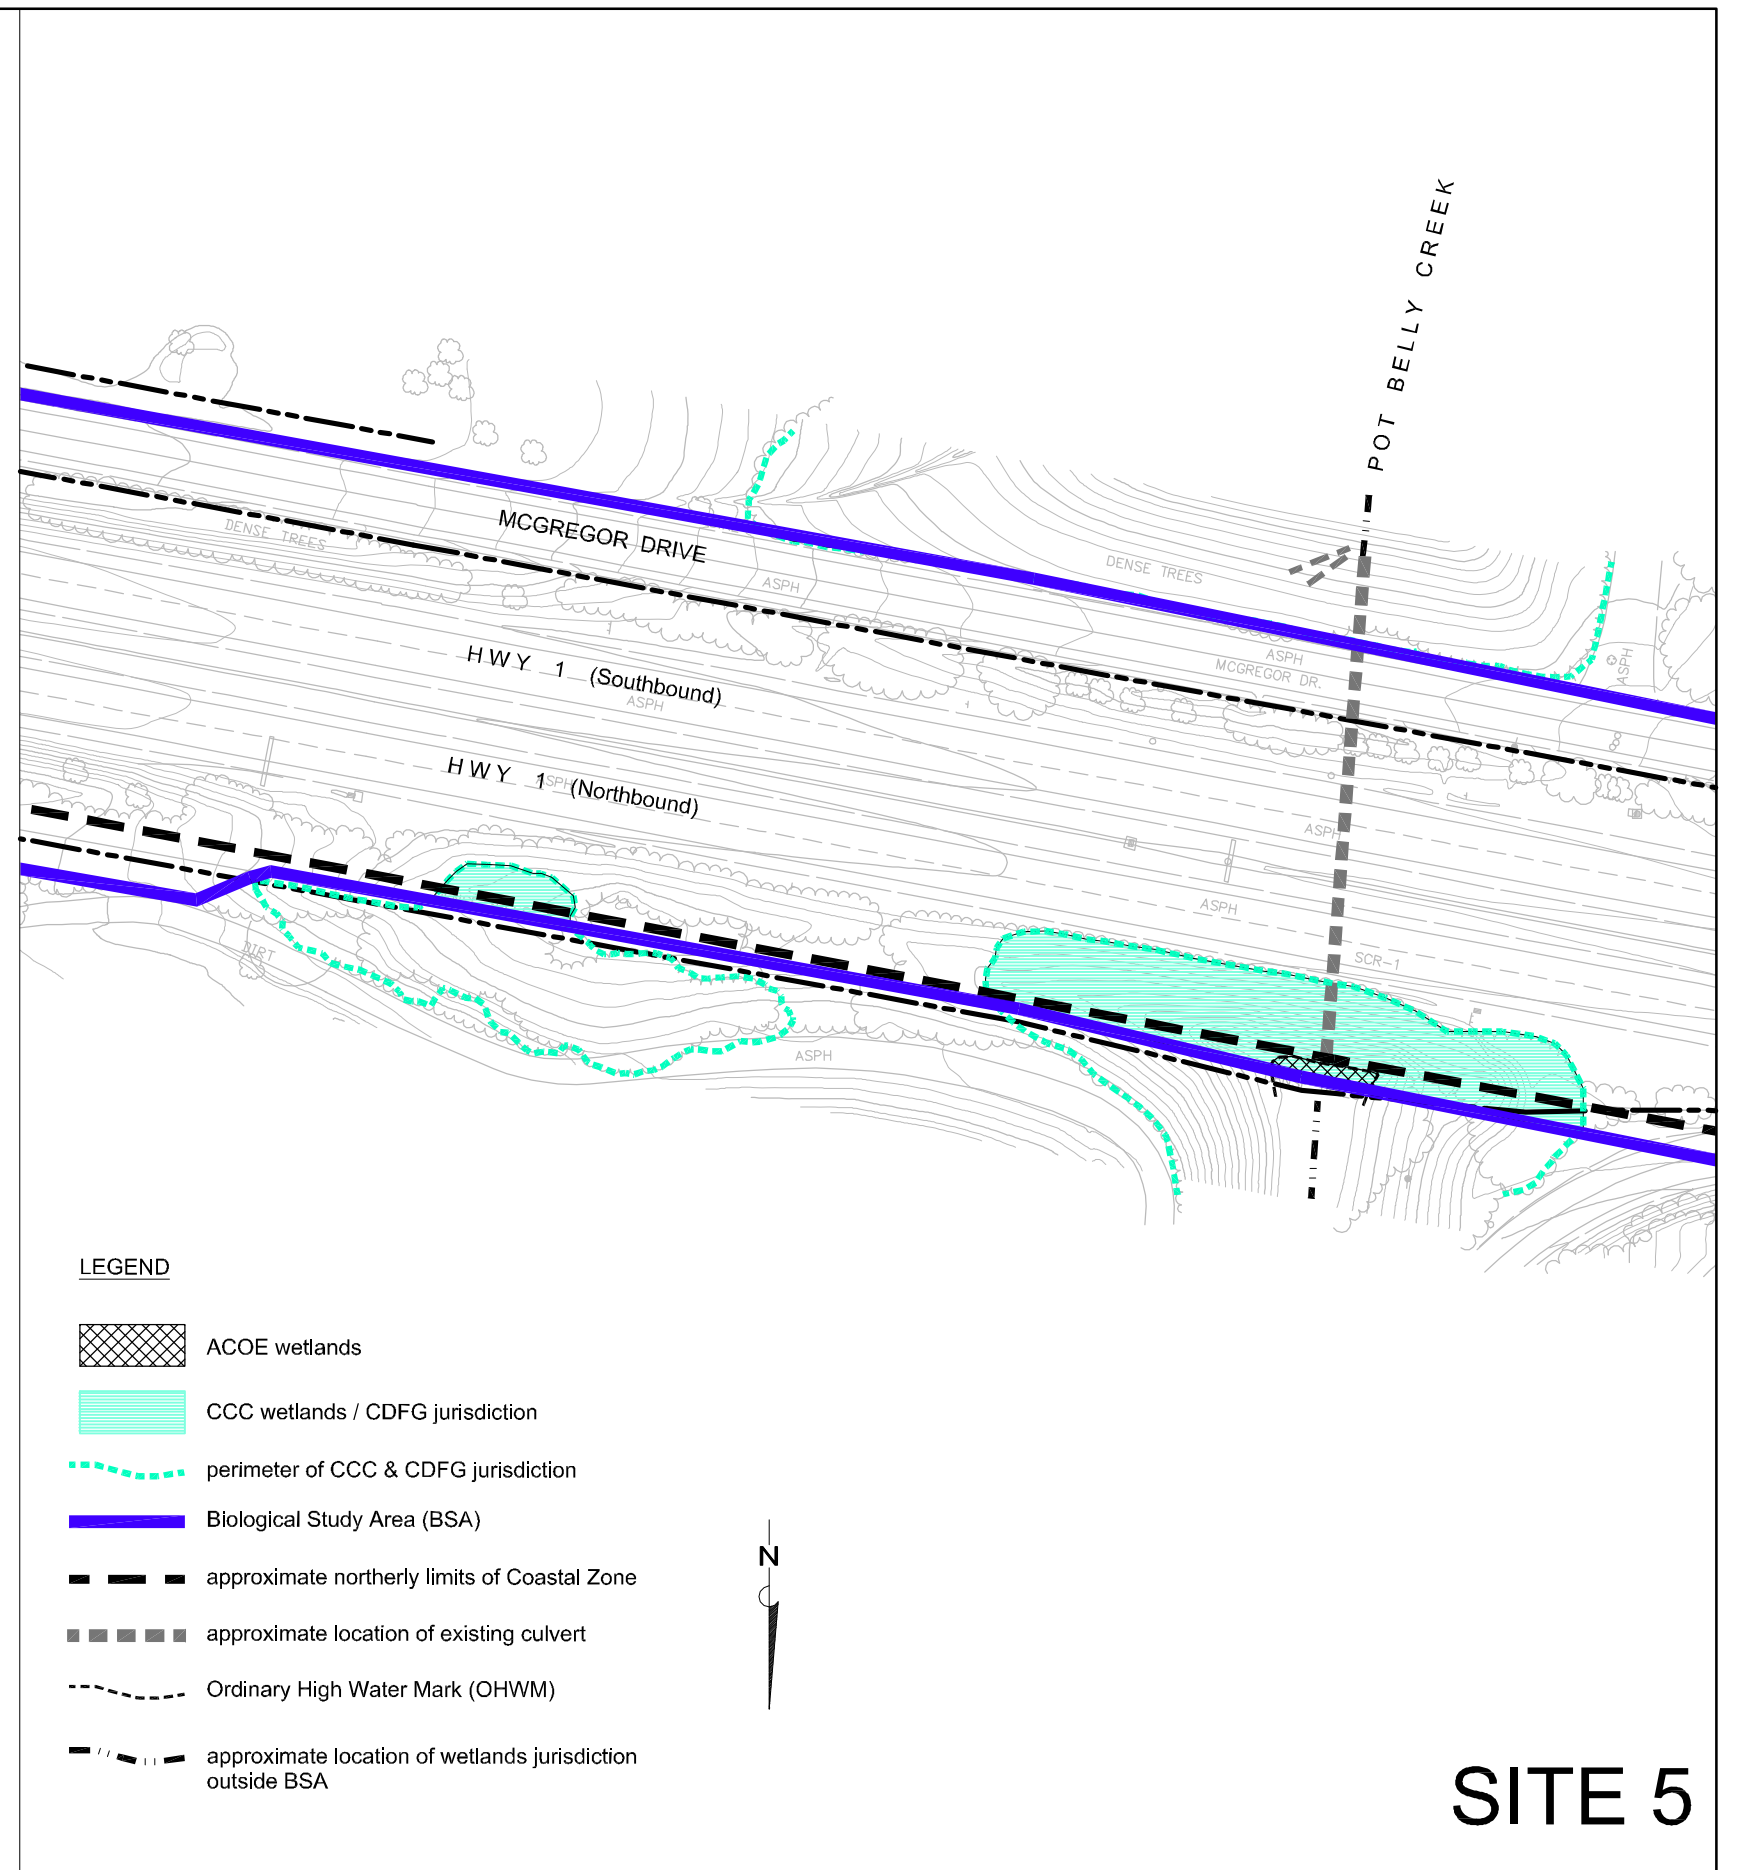 POT BELLY CREEK
DENSE TREES
MCGREGOR DRIVE
ASPH
DENSE TREES
ASPH
MCGREGOR DR.
ASPH
HWY 1 (Southbound)
ASPH
HWY 1 (Northbound)
ASPH
ASPH
ASPH
SCR-1
DIRT
ASPH
LEGEND
ACOE wetlands
CCC wetlands / CDFG jurisdiction
perimeter of CCC & CDFG jurisdiction
Biological Study Area (BSA)
approximate northerly limits of Coastal Zone
approximate location of existing culvert
Ordinary High Water Mark (OHWM)
approximate location of wetlands jurisdiction
outside BSA
N
SITE 5